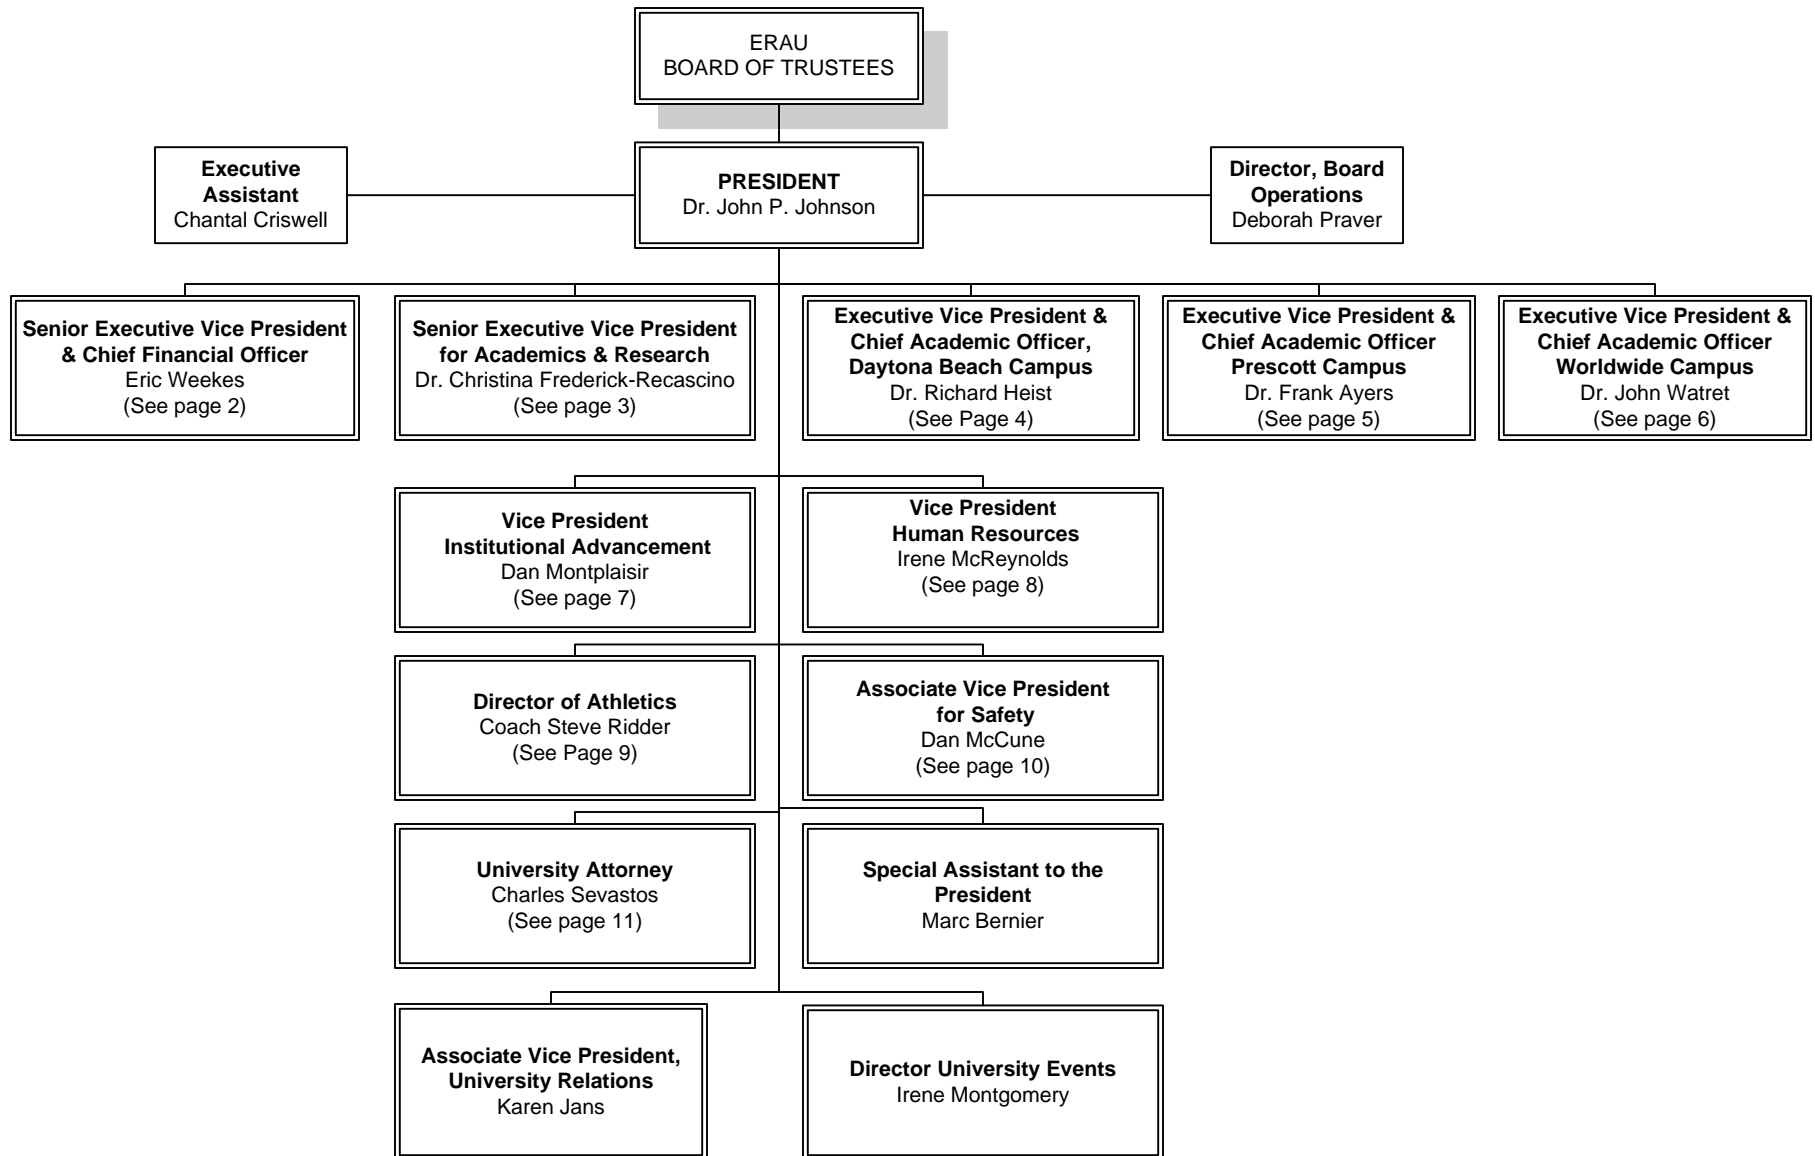 ERAU
BOARD OF TRUSTEES
Executive
Assistant
Chantal Criswell
PRESIDENT
Dr. John P. Johnson
Director, Board
Operations
Deborah Praver
Senior Executive Vice President
& Chief Financial Officer
Eric Weekes
(See page 2)
Senior Executive Vice President
for Academics & Research
Dr. Christina Frederick-Recascino
(See page 3)
Executive Vice President &
Chief Academic Officer,
Daytona Beach Campus
Dr. Richard Heist
(See Page 4)
Executive Vice President &
Chief Academic Officer
Prescott Campus
Dr. Frank Ayers
(See page 5)
Executive Vice President &
Chief Academic Officer
Worldwide Campus
Dr. John Watret
(See page 6)
Vice President
Institutional Advancement
Dan Montplaisir
(See page 7)
Vice President
Human Resources
Irene McReynolds
(See page 8)
Director of Athletics
Coach Steve Ridder
(See Page 9)
Associate Vice President
for Safety
Dan McCune
(See page 10)
University Attorney
Charles Sevastos
(See page 11)
Special Assistant to the
President
Marc Bernier
Associate Vice President,
University Relations
Karen Jans
Director University Events
Irene Montgomery